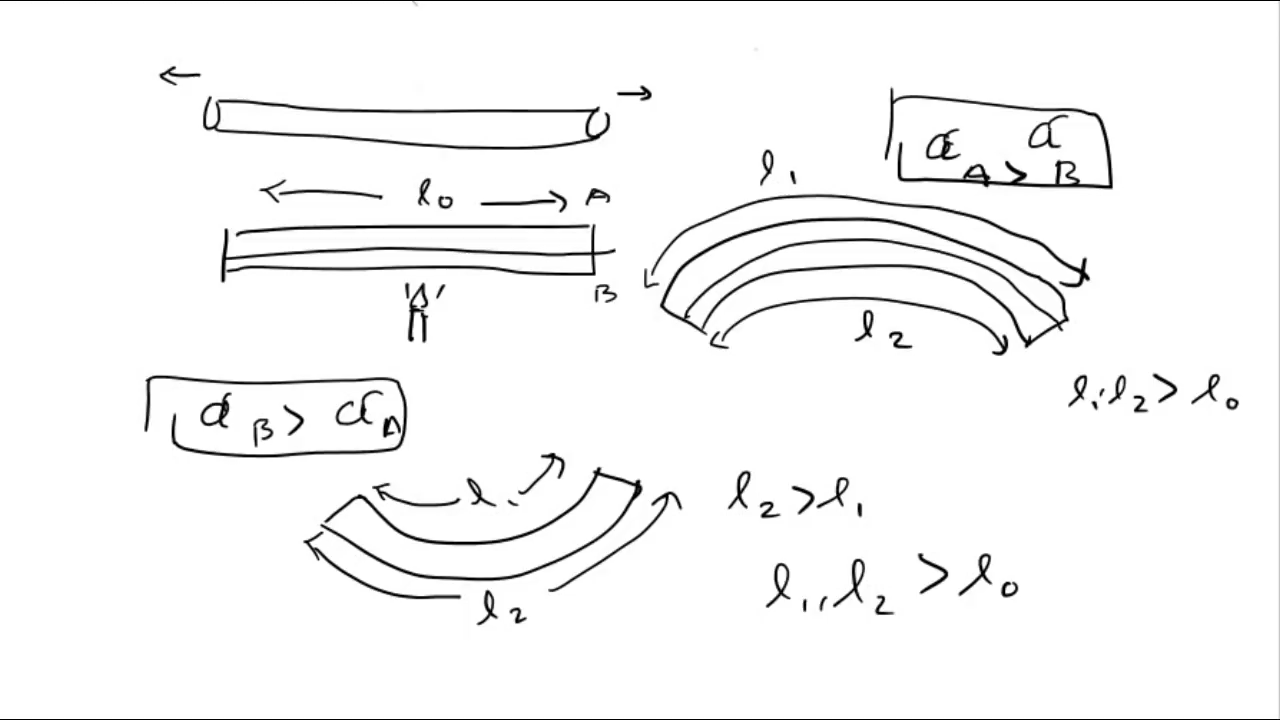 l₀ A
B
l₁
α_A > α_B
l₂
l₁ l₂ > l₀
α_B > α_A
l₁
l₂
l₂ > l₁
l₁, l₂ > l₀